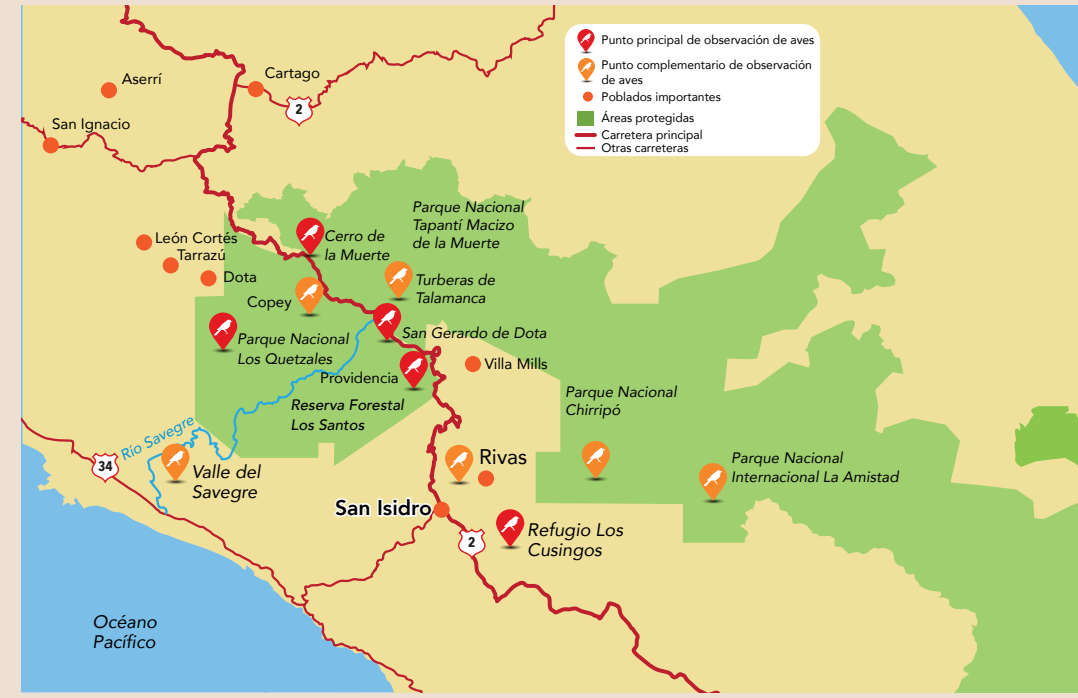 Punto principal de observación de aves
Punto complementario de observación
de aves
Poblados importantes
Áreas protegidas
Carretera principal
Otras carreteras
Aserrí
Cartago
2
San Ignacio
León Cortés
Tarrazú
Dota
Cerro de
la Muerte
Parque Nacional
Tapantí Macizo
de la Muerte
Turberas de
Talamanca
Copey
Parque Nacional
Los Quetzales
San Gerardo de Dota
Providencia
Villa Mills
Reserva Forestal
Los Santos
Parque Nacional
Chirripó
Río Savegre
34
Valle del
Savegre
Rivas
Parque Nacional
Internacional La Amistad
San Isidro
2
Refugio Los
Cusingos
Océano
Pacífico